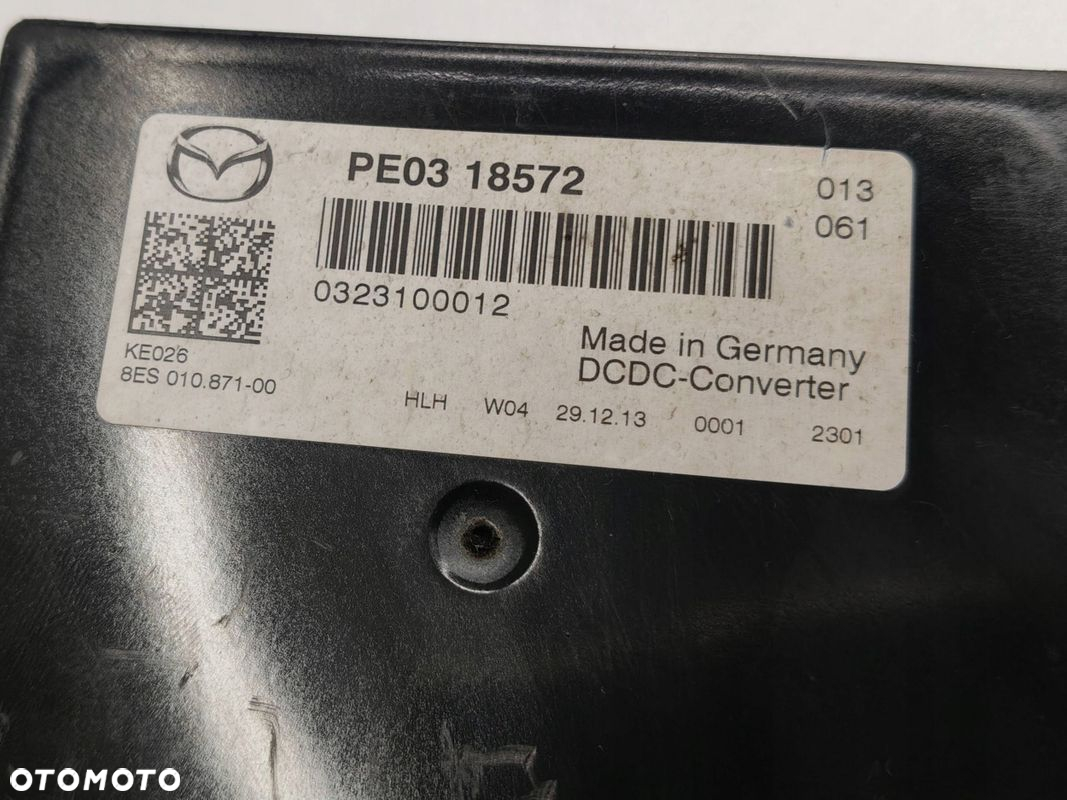 PE03 18572
013
061
0323100012
Made in Germany
DCDC-Converter
KE026
8ES 010.871-00
HLH W04 29.12.13 0001 2301
OTOMOTO